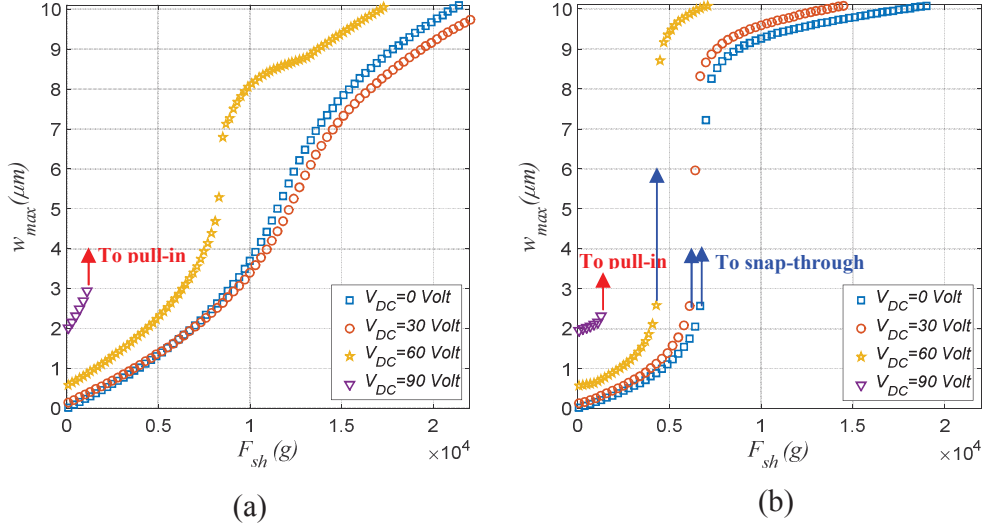 10
9
8
7
6
5
4
3
2
1
0
w_max(μm)
To pull-in
V_DC=0 Volt
V_DC=30 Volt
V_DC=60 Volt
V_DC=90 Volt
0 0.5 1 1.5 2
F_sh (g) ×10^4
(a)
10
9
8
7
6
5
4
3
2
1
0
w_max(μm)
To pull-in
To snap-through
V_DC=0 Volt
V_DC=30 Volt
V_DC=60 Volt
V_DC=90 Volt
0 0.5 1 1.5 2
F_sh (g) ×10^4
(b)